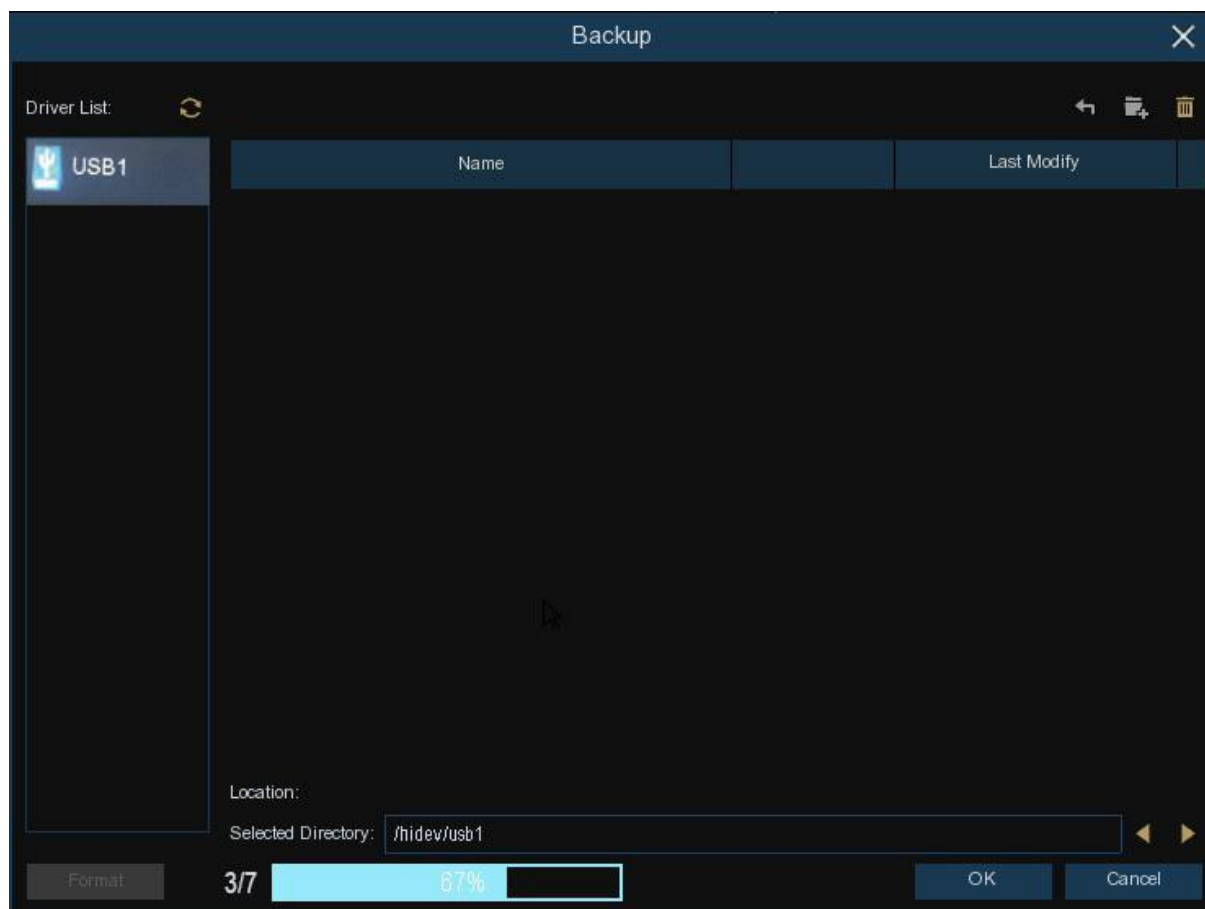 Backup
Driver List:
USB1
Name
Last Modify
Location:
Selected Directory: /hidev/usb1
Format 3/7 67% OK Cancel